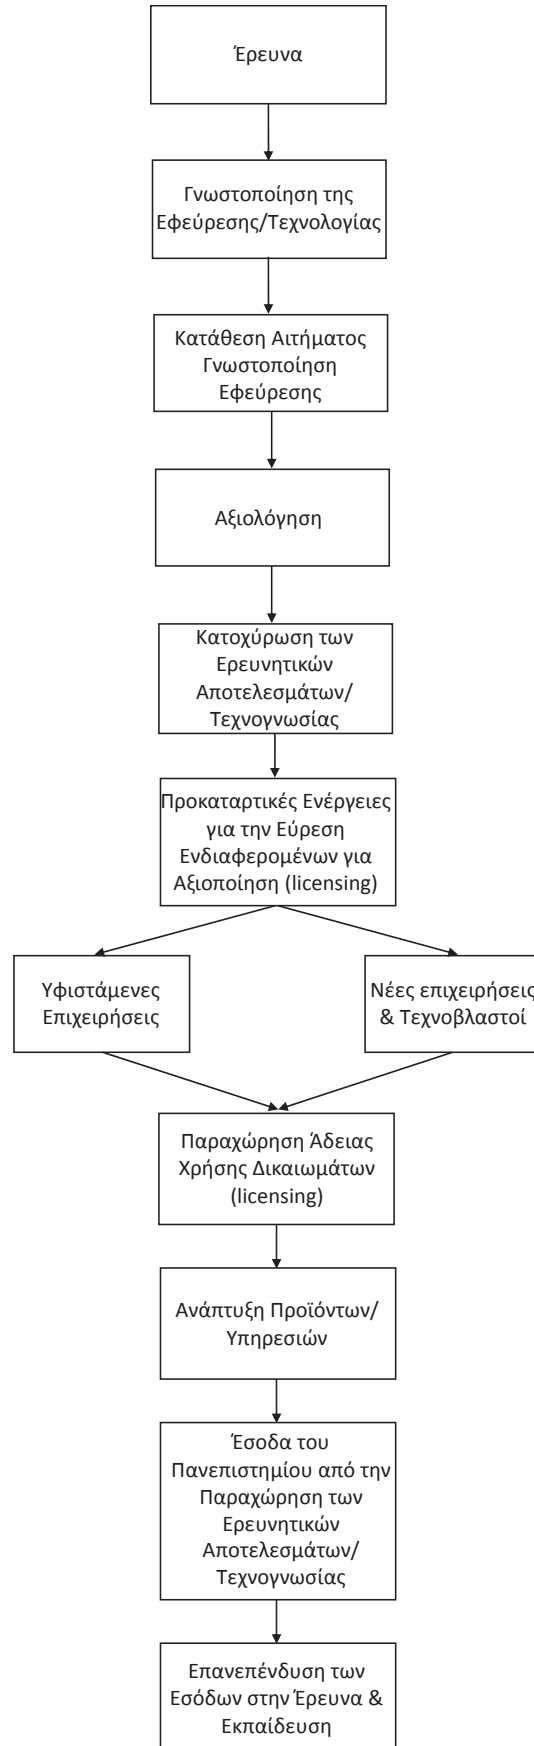 Έρευνα
Γνωστοποίηση της
Εφεύρεσης/Τεχνολογίας
Κατάθεση Αιτήματος
Γνωστοποίηση
Εφεύρεσης
Αξιολόγηση
Κατοχύρωση των
Ερευνητικών
Αποτελεσμάτων/
Τεχνογνωσίας
Προκαταρτικές Ενέργειες
για την Εύρεση
Ενδιαφερομένων για
Αξιοποίηση (licensing)
Υφιστάμενες
Επιχειρήσεις
Νέες επιχειρήσεις
& Τεχνοβλαστοί
Παραχώρηση Άδειας
Χρήσης Δικαιωμάτων
(licensing)
Ανάπτυξη Προϊόντων/
Υπηρεσιών
Έσοδα του
Πανεπιστημίου από την
Παραχώρηση των
Ερευνητικών
Αποτελεσμάτων/
Τεχνογνωσίας
Επανεπένδυση των
Εσόδων στην Έρευνα &
Εκπαίδευση